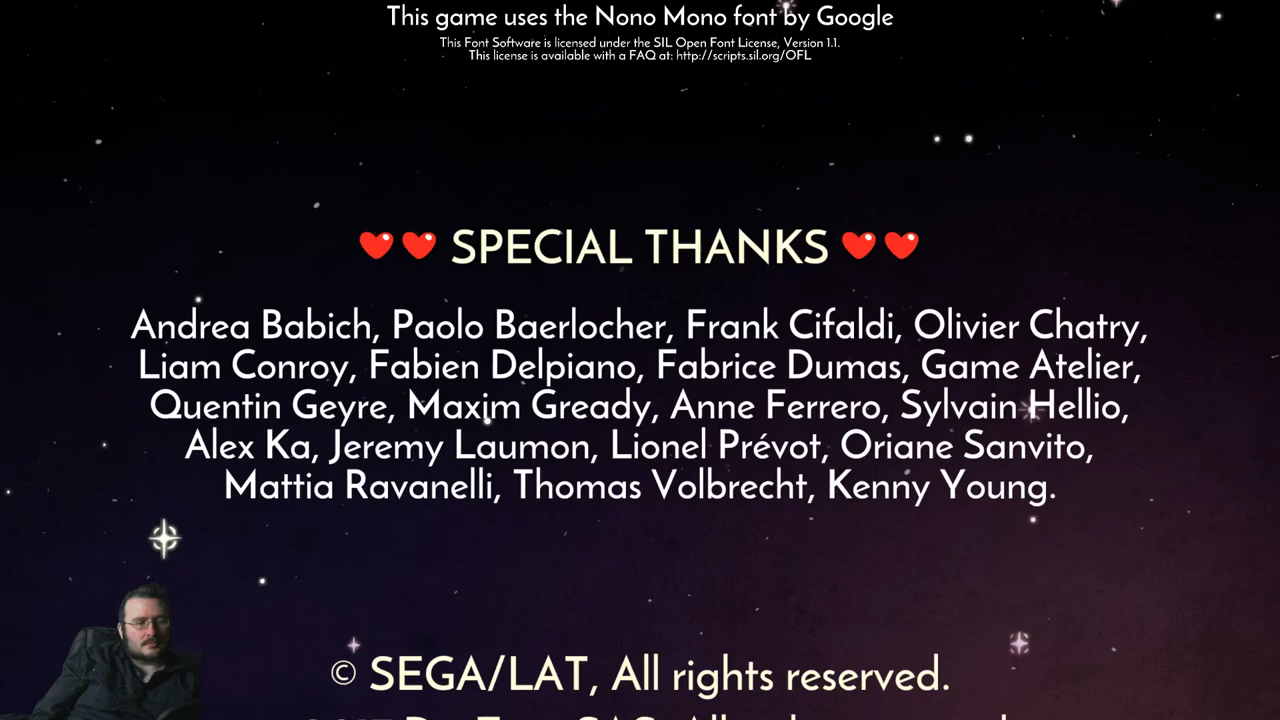 This game uses the Nono Mono font by Google
This Font Software is licensed under the SIL Open Font License, Version 1.1.
This license is available with a FAQ at: http://scripts.sil.org/OFL
SPECIAL THANKS
Andrea Babich, Paolo Baerlocher, Frank Cifaldi, Olivier Chatry,
Liam Conroy, Fabien Delpiano, Fabrice Dumas, Game Atelier,
Quentin Geyre, Maxim Gready, Anne Ferrero, Sylvain Hellio,
Alex Ka, Jeremy Laumon, Lionel Prévot, Oriane Sanvito,
Mattia Ravanelli, Thomas Volbrecht, Kenny Young.
© SEGA/LAT, All rights reserved.